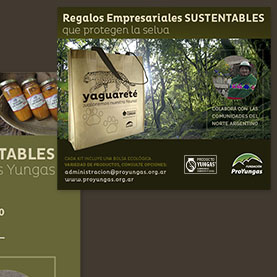 Regalos Empresariales SUSTENTABLES
que protegen la selva
yaguareté
COLABORA CON LAS
COMUNIDADES DEL
NORTE ARGENTINO
TABLES
s Yungas
CADA KIT INCLUYE UNA BOLSA ECOLÓGICA.
VARIEDAD DE PRODUCTOS, CONSULTE OPCIONES:
administracion@proyungas.org.ar
www.proyungas.org.ar
PRODUCTO
YUNGAS
FUNDACIÓN
ProYungas
0